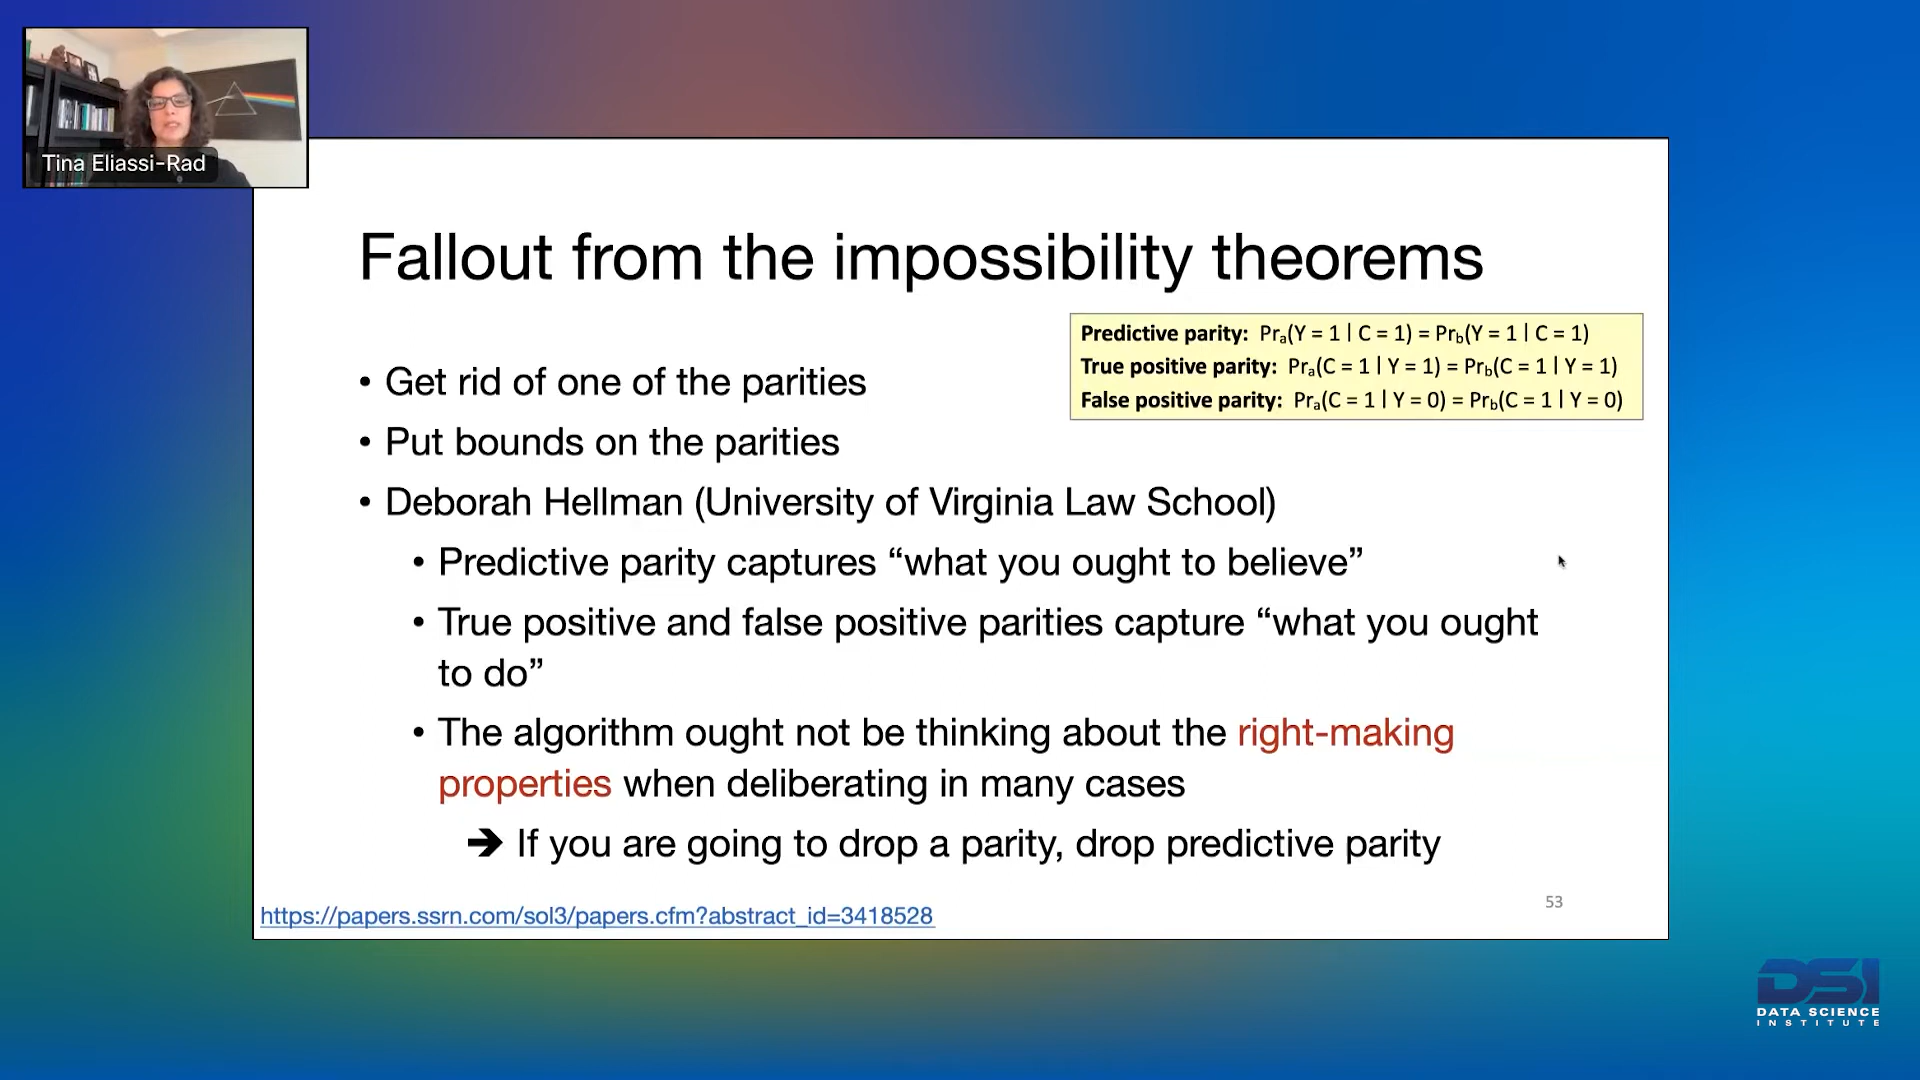 Tina Eliassi-Rad
Fallout from the impossibility theorems
Predictive parity: Prₐ(Y = 1 | C = 1) = Pr_b(Y = 1 | C = 1)
True positive parity: Prₐ(C = 1 | Y = 1) = Pr_b(C = 1 | Y = 1)
False positive parity: Prₐ(C = 1 | Y = 0) = Pr_b(C = 1 | Y = 0)
• Get rid of one of the parities
• Put bounds on the parities
• Deborah Hellman (University of Virginia Law School)
• Predictive parity captures “what you ought to believe”
• True positive and false positive parities capture “what you ought
to do”
• The algorithm ought not be thinking about the right-making
properties when deliberating in many cases
➔ If you are going to drop a parity, drop predictive parity
53
https://papers.ssrn.com/sol3/papers.cfm?abstract_id=3418528
DSI
DATA SCIENCE
INSTITUTE